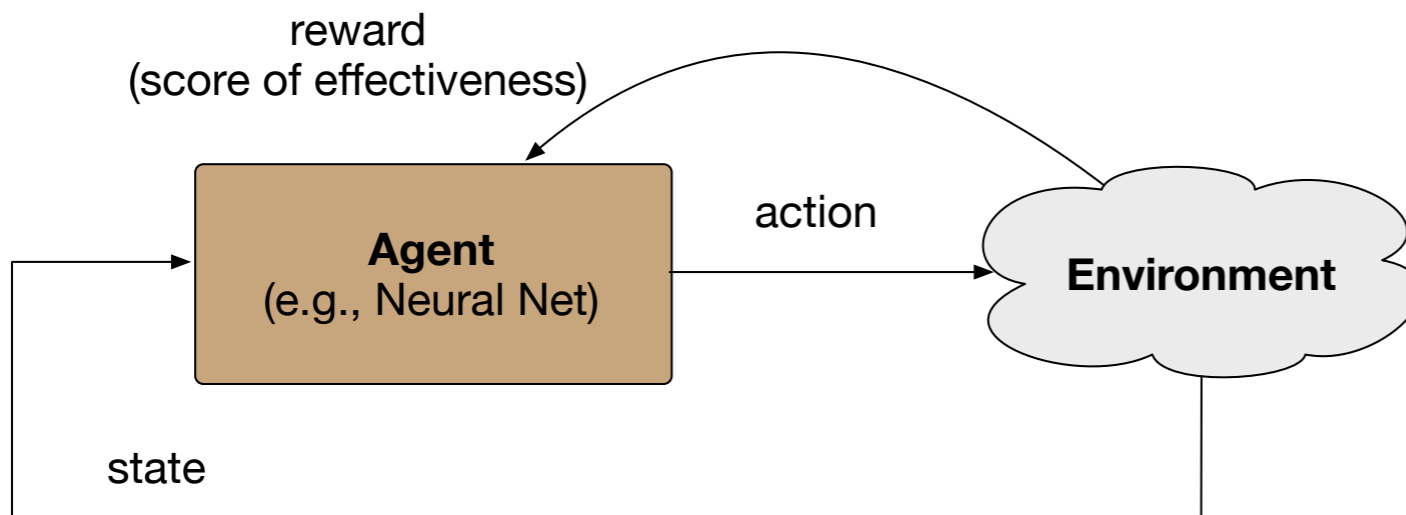 reward
(score of effectiveness)
action
Agent
(e.g., Neural Net)
Environment
state